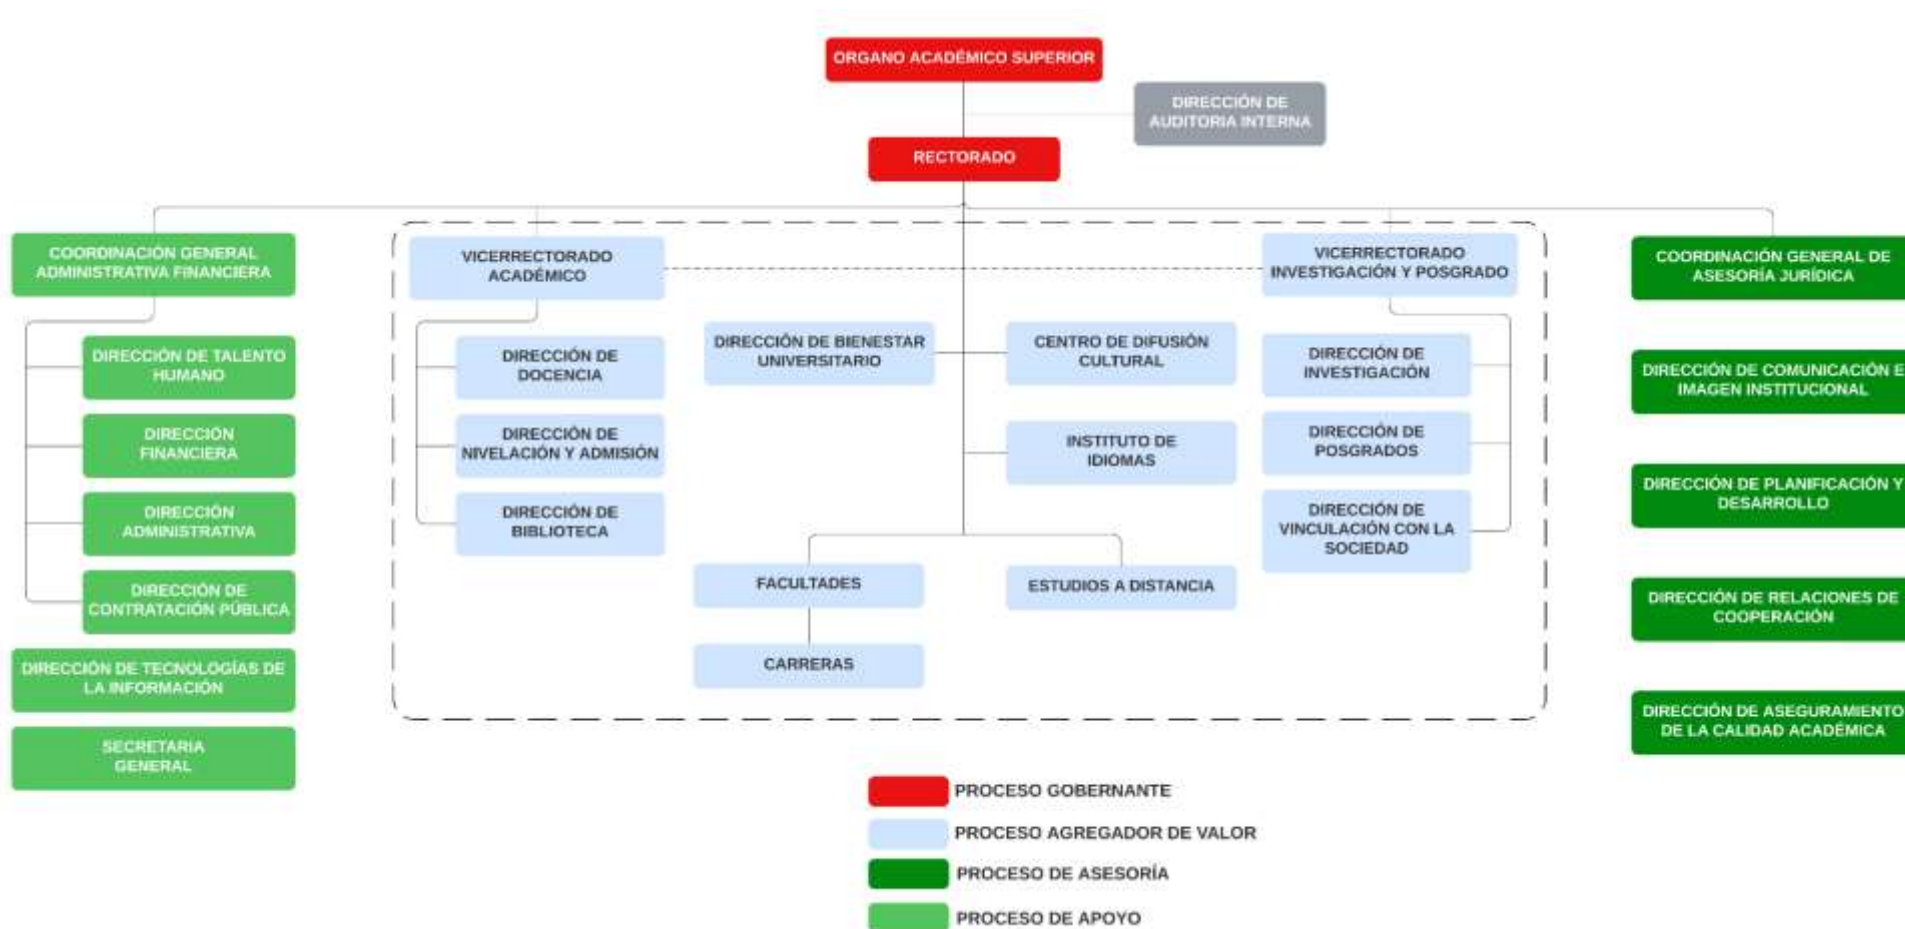 ORGANO ACADÉMICO SUPERIOR
DIRECCIÓN DE
AUDITORIA INTERNA
RECTORADO
COORDINACIÓN GENERAL
ADMINISTRATIVA FINANCIERA
DIRECCIÓN DE TALENTO
HUMANO
DIRECCIÓN
FINANCIERA
DIRECCIÓN
ADMINISTRATIVA
DIRECCIÓN DE
CONTRATACIÓN PÚBLICA
DIRECCIÓN DE TECNOLOGÍAS DE
LA INFORMACIÓN
SECRETARIA
GENERAL
VICERRECTORADO
ACADÉMICO
DIRECCIÓN DE
DOCENCIA
DIRECCIÓN DE
NIVELACIÓN Y ADMISIÓN
DIRECCIÓN DE
BIBLIOTECA
DIRECCIÓN DE BIENESTAR
UNIVERSITARIO
CENTRO DE DIFUSIÓN
CULTURAL
INSTITUTO DE
IDIOMAS
FACULTADES
ESTUDIOS A DISTANCIA
CARRERAS
VICERRECTORADO
INVESTIGACIÓN Y POSGRADO
DIRECCIÓN DE
INVESTIGACIÓN
DIRECCIÓN DE
POSGRADOS
DIRECCIÓN DE
VINCULACIÓN CON LA
SOCIEDAD
COORDINACIÓN GENERAL DE
ASESORÍA JURÍDICA
DIRECCIÓN DE COMUNICACIÓN E
IMAGEN INSTITUCIONAL
DIRECCIÓN DE PLANIFICACIÓN Y
DESARROLLO
DIRECCIÓN DE RELACIONES DE
COOPERACIÓN
DIRECCIÓN DE ASEGURAMIENTO
DE LA CALIDAD ACADÉMICA
PROCESO GOBERNANTE
PROCESO AGREGADOR DE VALOR
PROCESO DE ASESORÍA
PROCESO DE APOYO